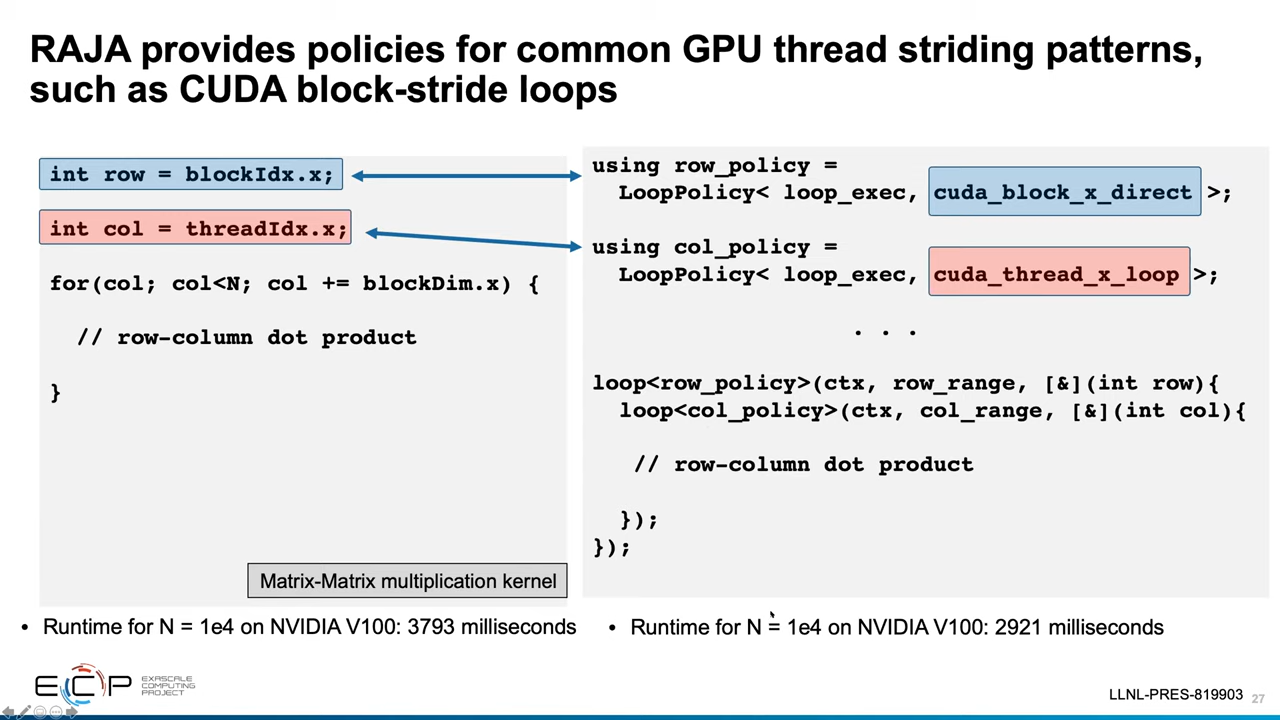 RAJA provides policies for common GPU thread striding patterns,
such as CUDA block-stride loops
int row = blockIdx.x;
int col = threadIdx.x;
for(col; col<N; col += blockDim.x) {
// row-column dot product
}
Matrix-Matrix multiplication kernel
• Runtime for N = 1e4 on NVIDIA V100: 3793 milliseconds
using row_policy =
LoopPolicy< loop_exec, cuda_block_x_direct >;
using col_policy =
LoopPolicy< loop_exec, cuda_thread_x_loop >;
. . .
loop<row_policy>(ctx, row_range, [&](int row){
loop<col_policy>(ctx, col_range, [&](int col){
// row-column dot product
});
});
• Runtime for N = 1e4 on NVIDIA V100: 2921 milliseconds
ECP
EXASCALE
COMPUTING
PROJECT
LLNL-PRES-819903
27